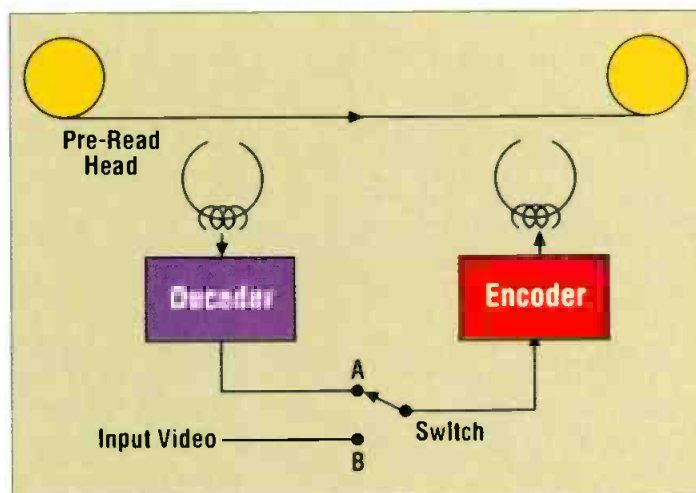 Pre-Read
Head
Decoder
Encoder
A
Switch
Input Video
B